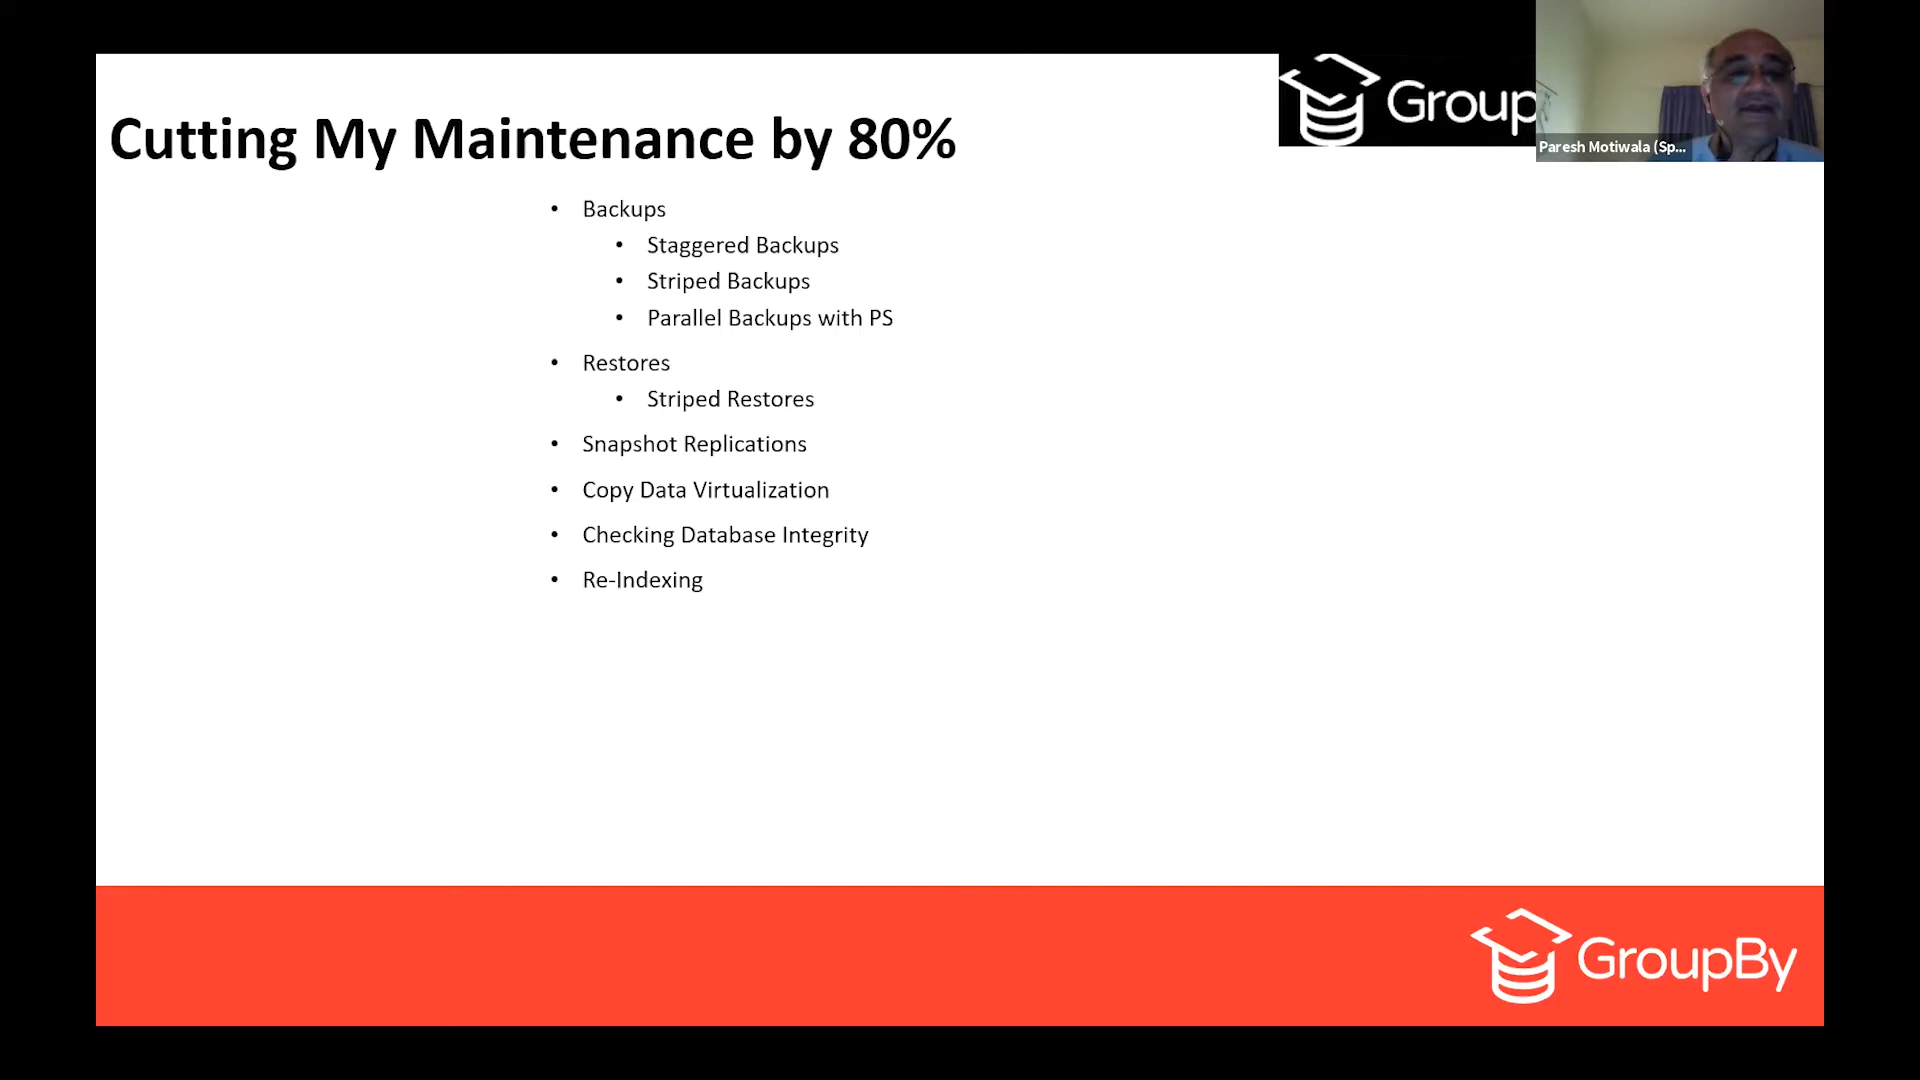 Cutting My Maintenance by 80%
Group
Paresh Motiwala (Sp...
• Backups
• Staggered Backups
• Striped Backups
• Parallel Backups with PS
• Restores
• Striped Restores
• Snapshot Replications
• Copy Data Virtualization
• Checking Database Integrity
• Re-Indexing
GroupBy